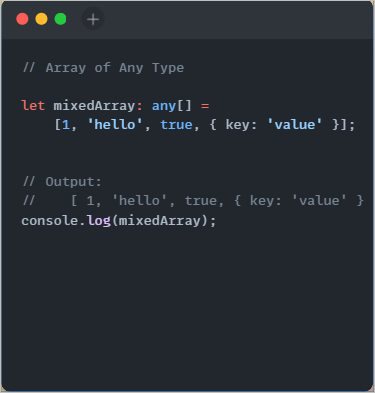 // Array of Any Type
let mixedArray: any[] =
[1, 'hello', true, { key: 'value' }];
// Output:
// [ 1, 'hello', true, { key: 'value' }
console.log(mixedArray);